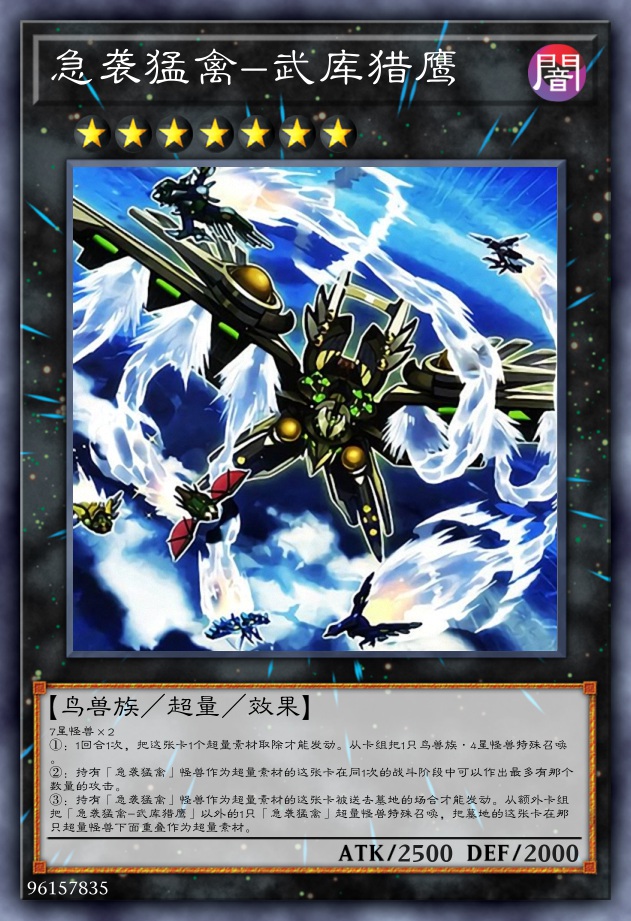 急袭猛禽-武库猎鹰
闇
【鸟兽族／超量／效果】
7星怪兽×2
①：1回合1次，把这张卡1个超量素材取除才能发动。从卡组把1只鸟兽族·4星怪兽特殊召唤
。
②：持有「急袭猛禽」怪兽作为超量素材的这张卡在同1次的战斗阶段中可以作出最多有那个
数量的攻击。
③：持有「急袭猛禽」怪兽作为超量素材的这张卡被送去墓地的场合才能发动。从额外卡组
把「急袭猛禽-武库猎鹰」以外的1只「急袭猛禽」超量怪兽特殊召唤，把墓地的这张卡在那
只超量怪兽下面重叠作为超量素材。
ATK/2500 DEF/2000
96157835